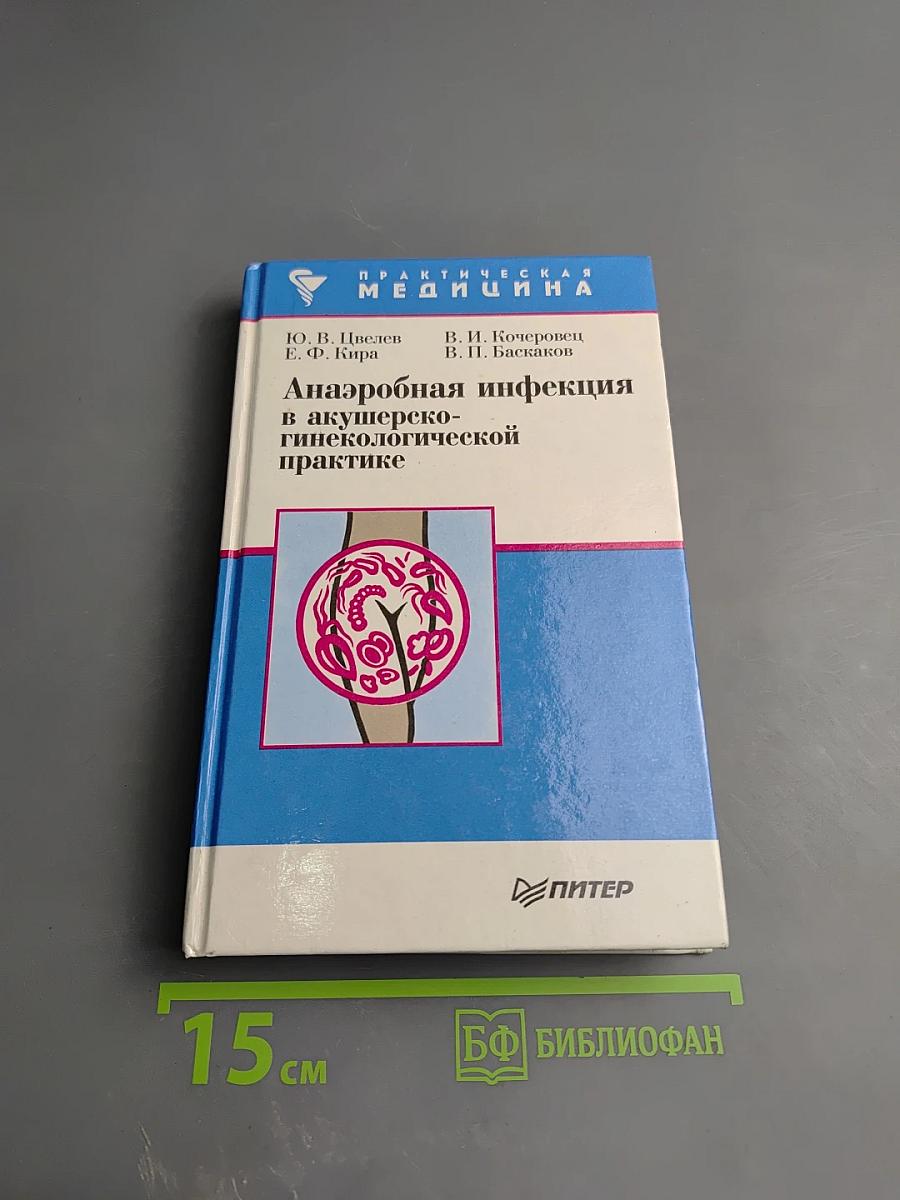 ПРАКТИЧЕСКАЯ
МЕДИЦИНА
Ю. В. Цвелев
Е. Ф. Кира
В. И. Кочеровец
В. П. Баскаков
Анаэробная инфекция
в акушерско-
гинекологической
практике
ПИТЕР
15 см
БФ БИБЛИОФАН